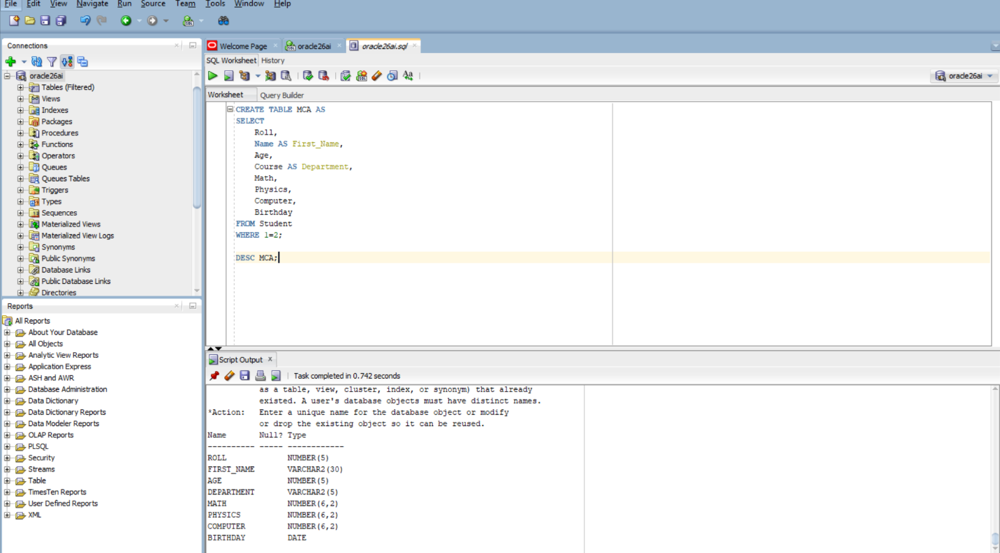 File Edit View Navigate Run Source Team Tools Window Help
Connections
oracle26ai
Tables (Filtered)
Views
Indexes
Packages
Procedures
Functions
Operators
Queues
Queues Tables
Triggers
Types
Sequences
Materialized Views
Materialized View Logs
Synonyms
Public Synonyms
Database Links
Public Database Links
Directories
Reports
All Reports
About Your Database
All Objects
Analytic View Reports
Application Express
ASH and AWR
Database Administration
Data Dictionary
Data Dictionary Reports
Data Modeler Reports
OLAP Reports
PLSQL
Security
Streams
Table
TimesTen Reports
User Defined Reports
XML
Welcome Page oracle26ai oracle26ai.sql
SQL Worksheet History
oracle26ai
Worksheet Query Builder
CREATE TABLE MCA AS
SELECT
Roll,
Name AS First_Name,
Age,
Course AS Department,
Math,
Physics,
Computer,
Birthday
FROM Student
WHERE 1=2;
DESC MCA;
Script Output
Task completed in 0.742 seconds
as a table, view, cluster, index, or synonym) that already
existed. A user's database objects must have distinct names.
*Action: Enter a unique name for the database object or modify
or drop the existing object so it can be reused.
Name Null? Type
---------- ----- ------------
ROLL NUMBER(5)
FIRST_NAME VARCHAR2(30)
AGE NUMBER(5)
DEPARTMENT VARCHAR2(5)
MATH NUMBER(6,2)
PHYSICS NUMBER(6,2)
COMPUTER NUMBER(6,2)
BIRTHDAY DATE